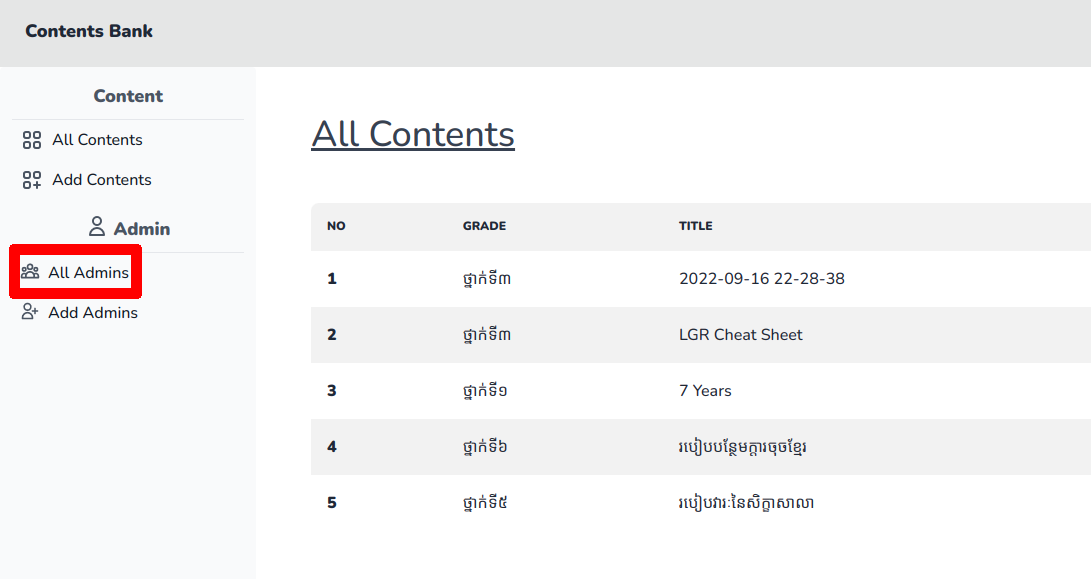 Contents Bank
Content
All Contents
Add Contents
Admin
All Admins
Add Admins
All Contents
NO GRADE TITLE
1 ថ្នាក់ទី៣ 2022-09-16 22-28-38
2 ថ្នាក់ទី៣ LGR Cheat Sheet
3 ថ្នាក់ទី១ 7 Years
4 ថ្នាក់ទី៦ របៀបបន្ថែមក្តារចុចខ្មែរ
5 ថ្នាក់ទី៥ របៀបវារៈនៃសិក្ខាសាលា